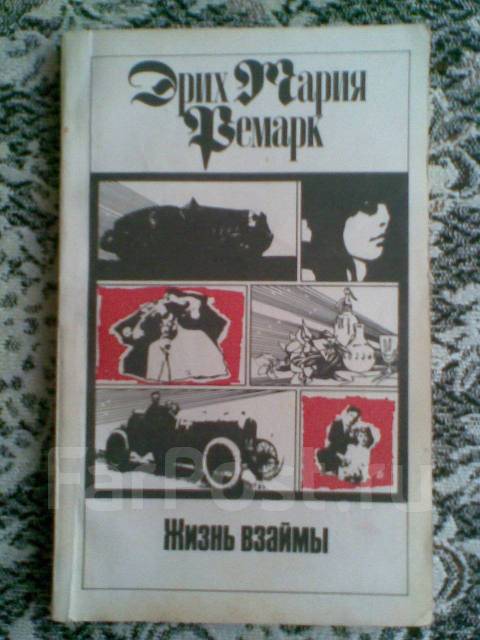 Эрих Мария
Ремарк
FarPost.ru
Жизнь взаймы